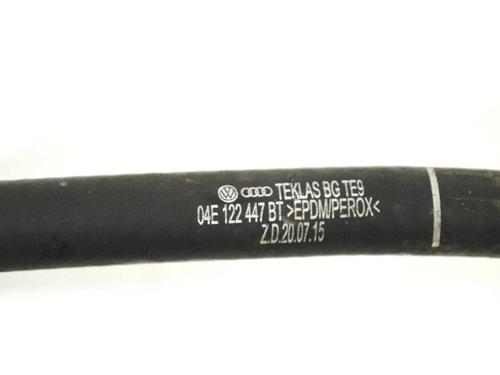 TEKLAS BG TE9
04E 122 447 BT >EPDM/PEROX<
Z.D.20.07.15